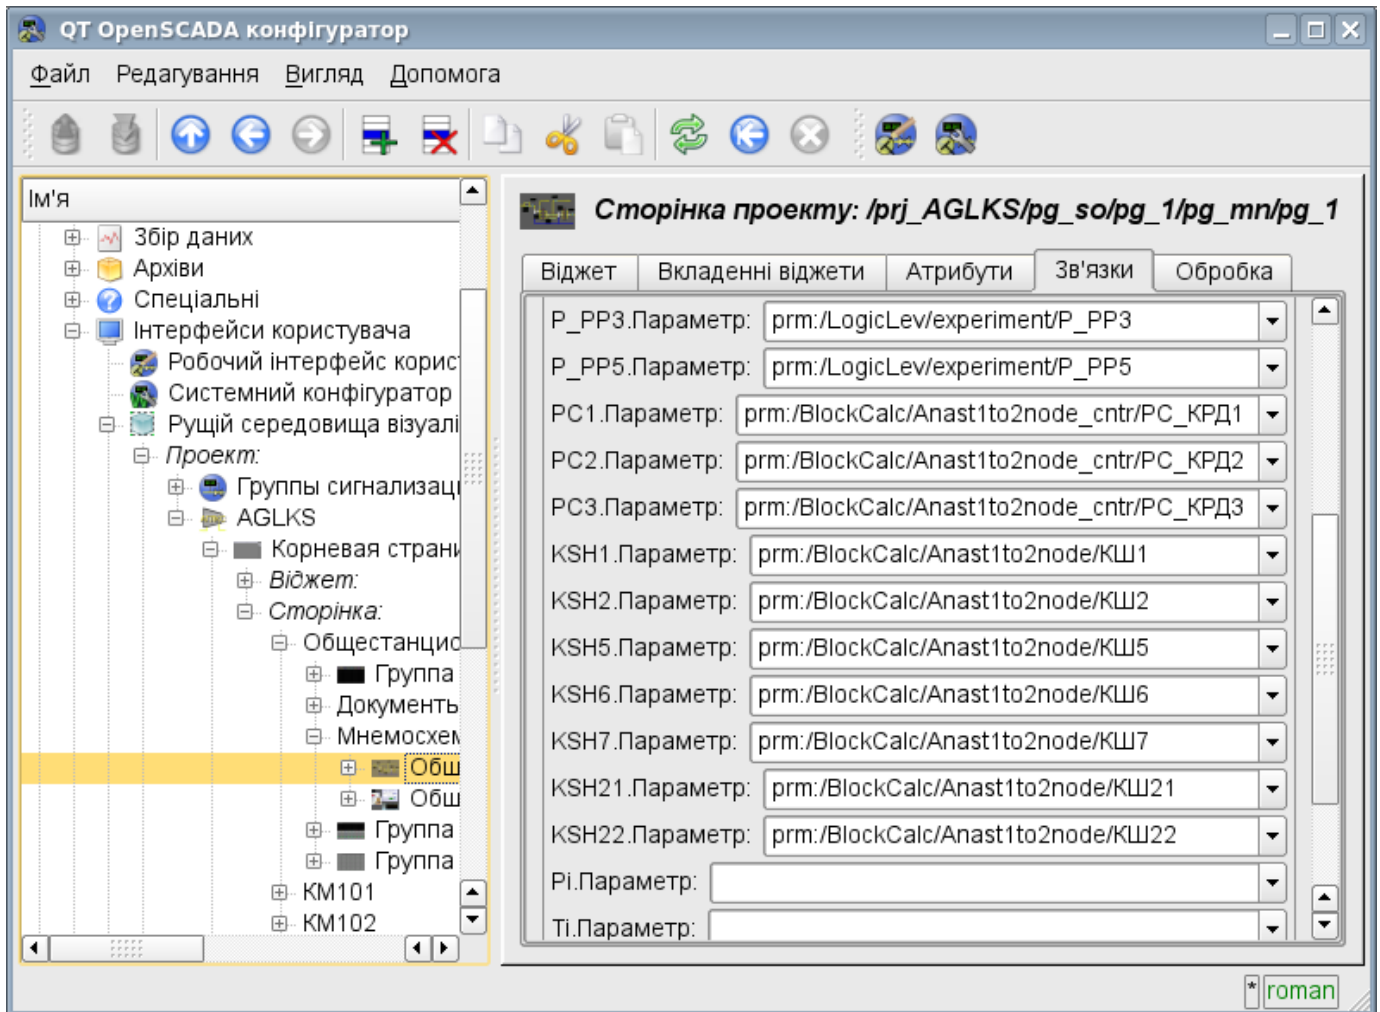 QT OpenSCADA конфігуратор
Файл Редагування Вигляд Допомога
Ім'я
Збір даних
Архіви
Спеціальні
Інтерфейси користувача
Робочий інтерфейс корист
Системний конфігуратор
Рущій середовища візуалі
Проект:
Группы сигнализаци
AGLKS
Корневая страни
Віджет:
Сторінка:
Общестанцио
Группа
Документь
Мнемосхем
Общ
Общ
Группа
Группа
КМ101
КМ102
Сторінка проекту: /prj_AGLKS/pg_so/pg_1/pg_mn/pg_1
Віджет Вкладенні віджети Атрибути Зв'язки Обробка
P_PP3.Параметр: prm:/LogicLev/experiment/P_PP3
P_PP5.Параметр: prm:/LogicLev/experiment/P_PP5
PC1.Параметр: prm:/BlockCalc/Anast1to2node_cntr/PC_КРД1
PC2.Параметр: prm:/BlockCalc/Anast1to2node_cntr/PC_КРД2
PC3.Параметр: prm:/BlockCalc/Anast1to2node_cntr/PC_КРД3
KSH1.Параметр: prm:/BlockCalc/Anast1to2node/КШ1
KSH2.Параметр: prm:/BlockCalc/Anast1to2node/КШ2
KSH5.Параметр: prm:/BlockCalc/Anast1to2node/КШ5
KSH6.Параметр: prm:/BlockCalc/Anast1to2node/КШ6
KSH7.Параметр: prm:/BlockCalc/Anast1to2node/КШ7
KSH21.Параметр: prm:/BlockCalc/Anast1to2node/КШ21
KSH22.Параметр: prm:/BlockCalc/Anast1to2node/КШ22
Pi.Параметр:
Ti.Параметр:
* roman